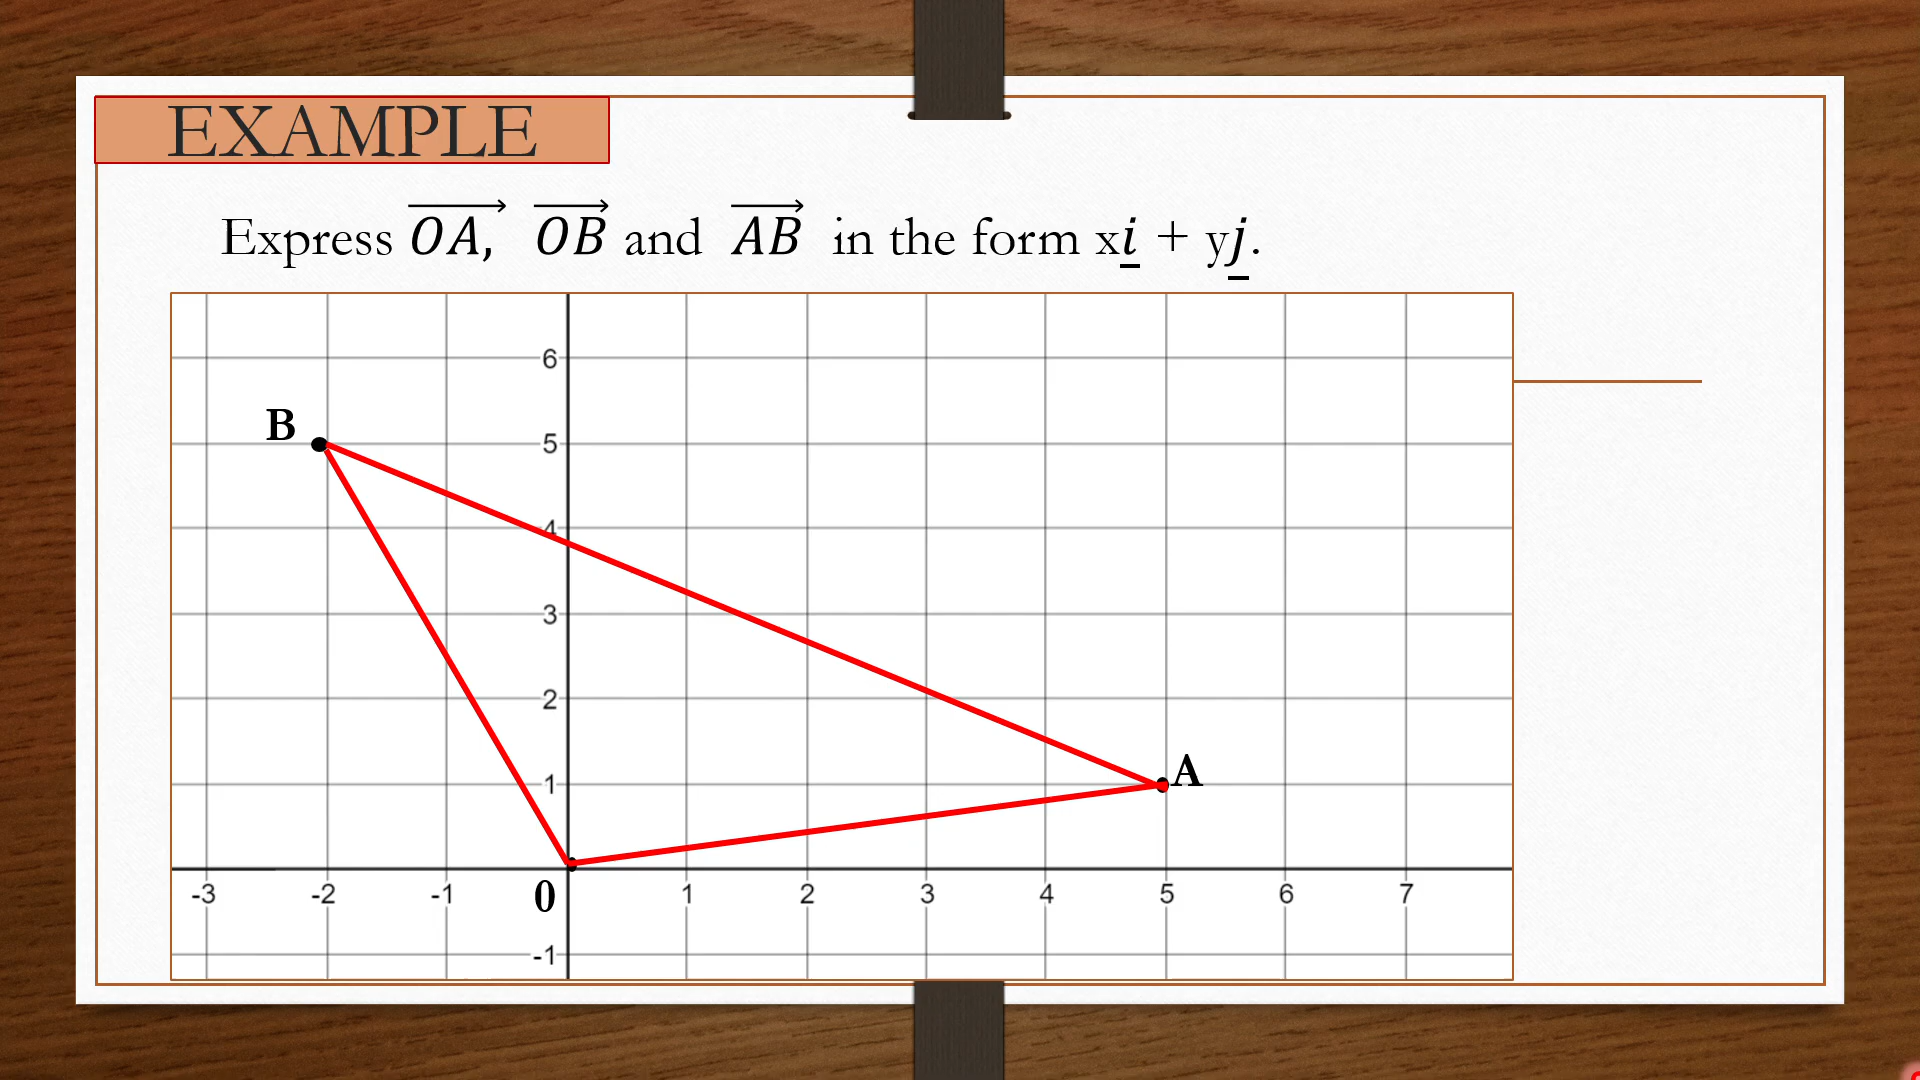 EXAMPLE
Express OA, OB and AB in the form xi + yj.
6
B
5
4
3
2
A
1
-3 -2 -1 0 1 2 3 4 5 6 7
-1